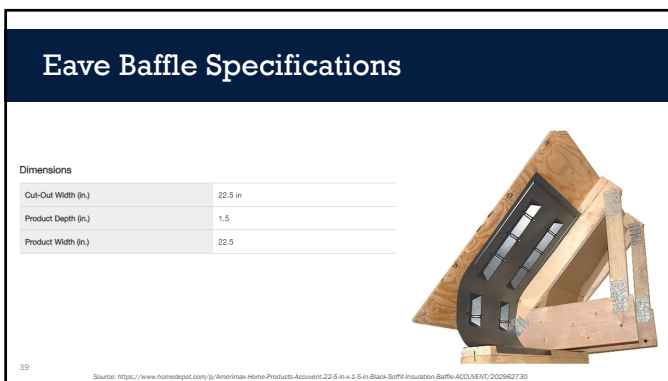 Eave Baffle Specifications
Dimensions
Cut-Out Width (in.) 22.5 in
Product Depth (in.) 1.5
Product Width (in.) 22.5
39
Source: https://www.homedepot.com/p/Amerimax-Home-Products-Accuvent-22-5-in-x-1-5-in-Black-Soffit-Insulation-Baffle-ACCUVENT/202962730